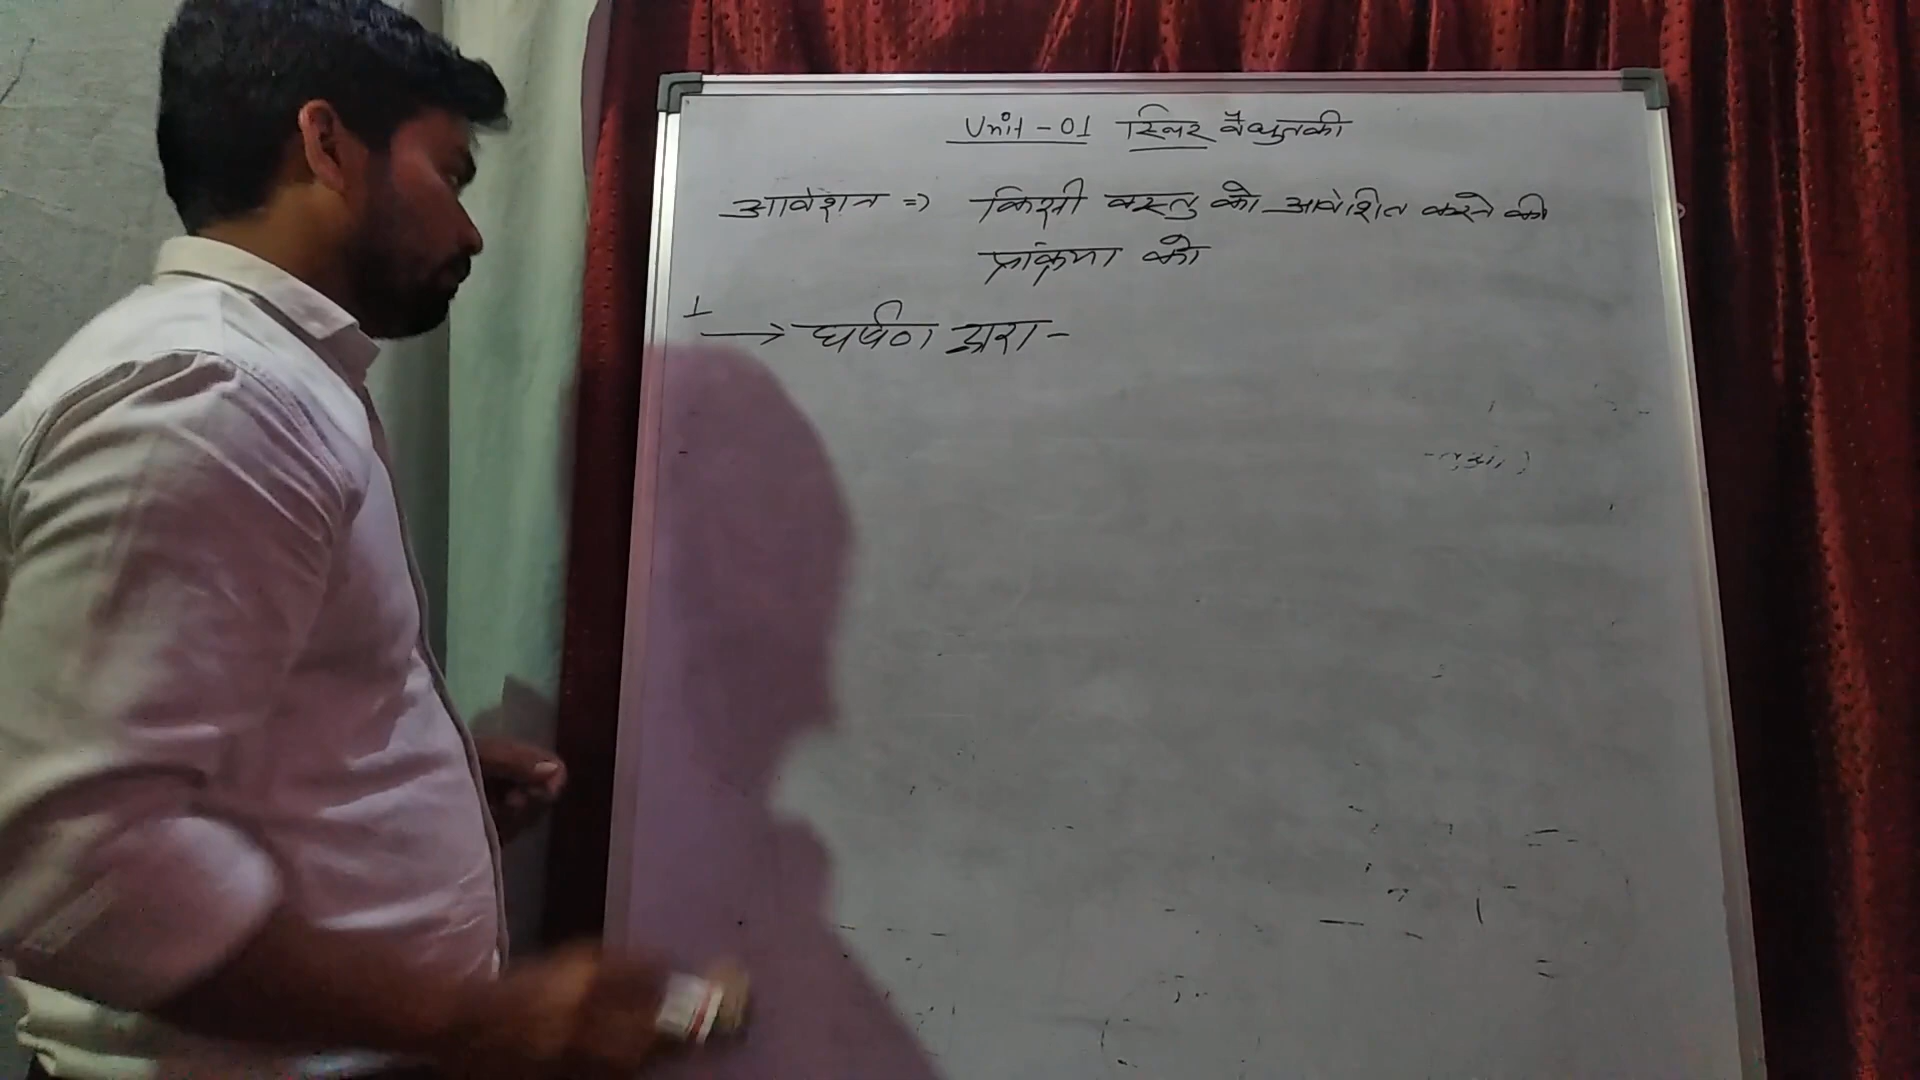 Unit-01 स्थिर वैद्युतकी
आवेशन => किसी वस्तु को आवेशित करने की
प्रक्रिया को
1
→ घर्षण द्वारा -